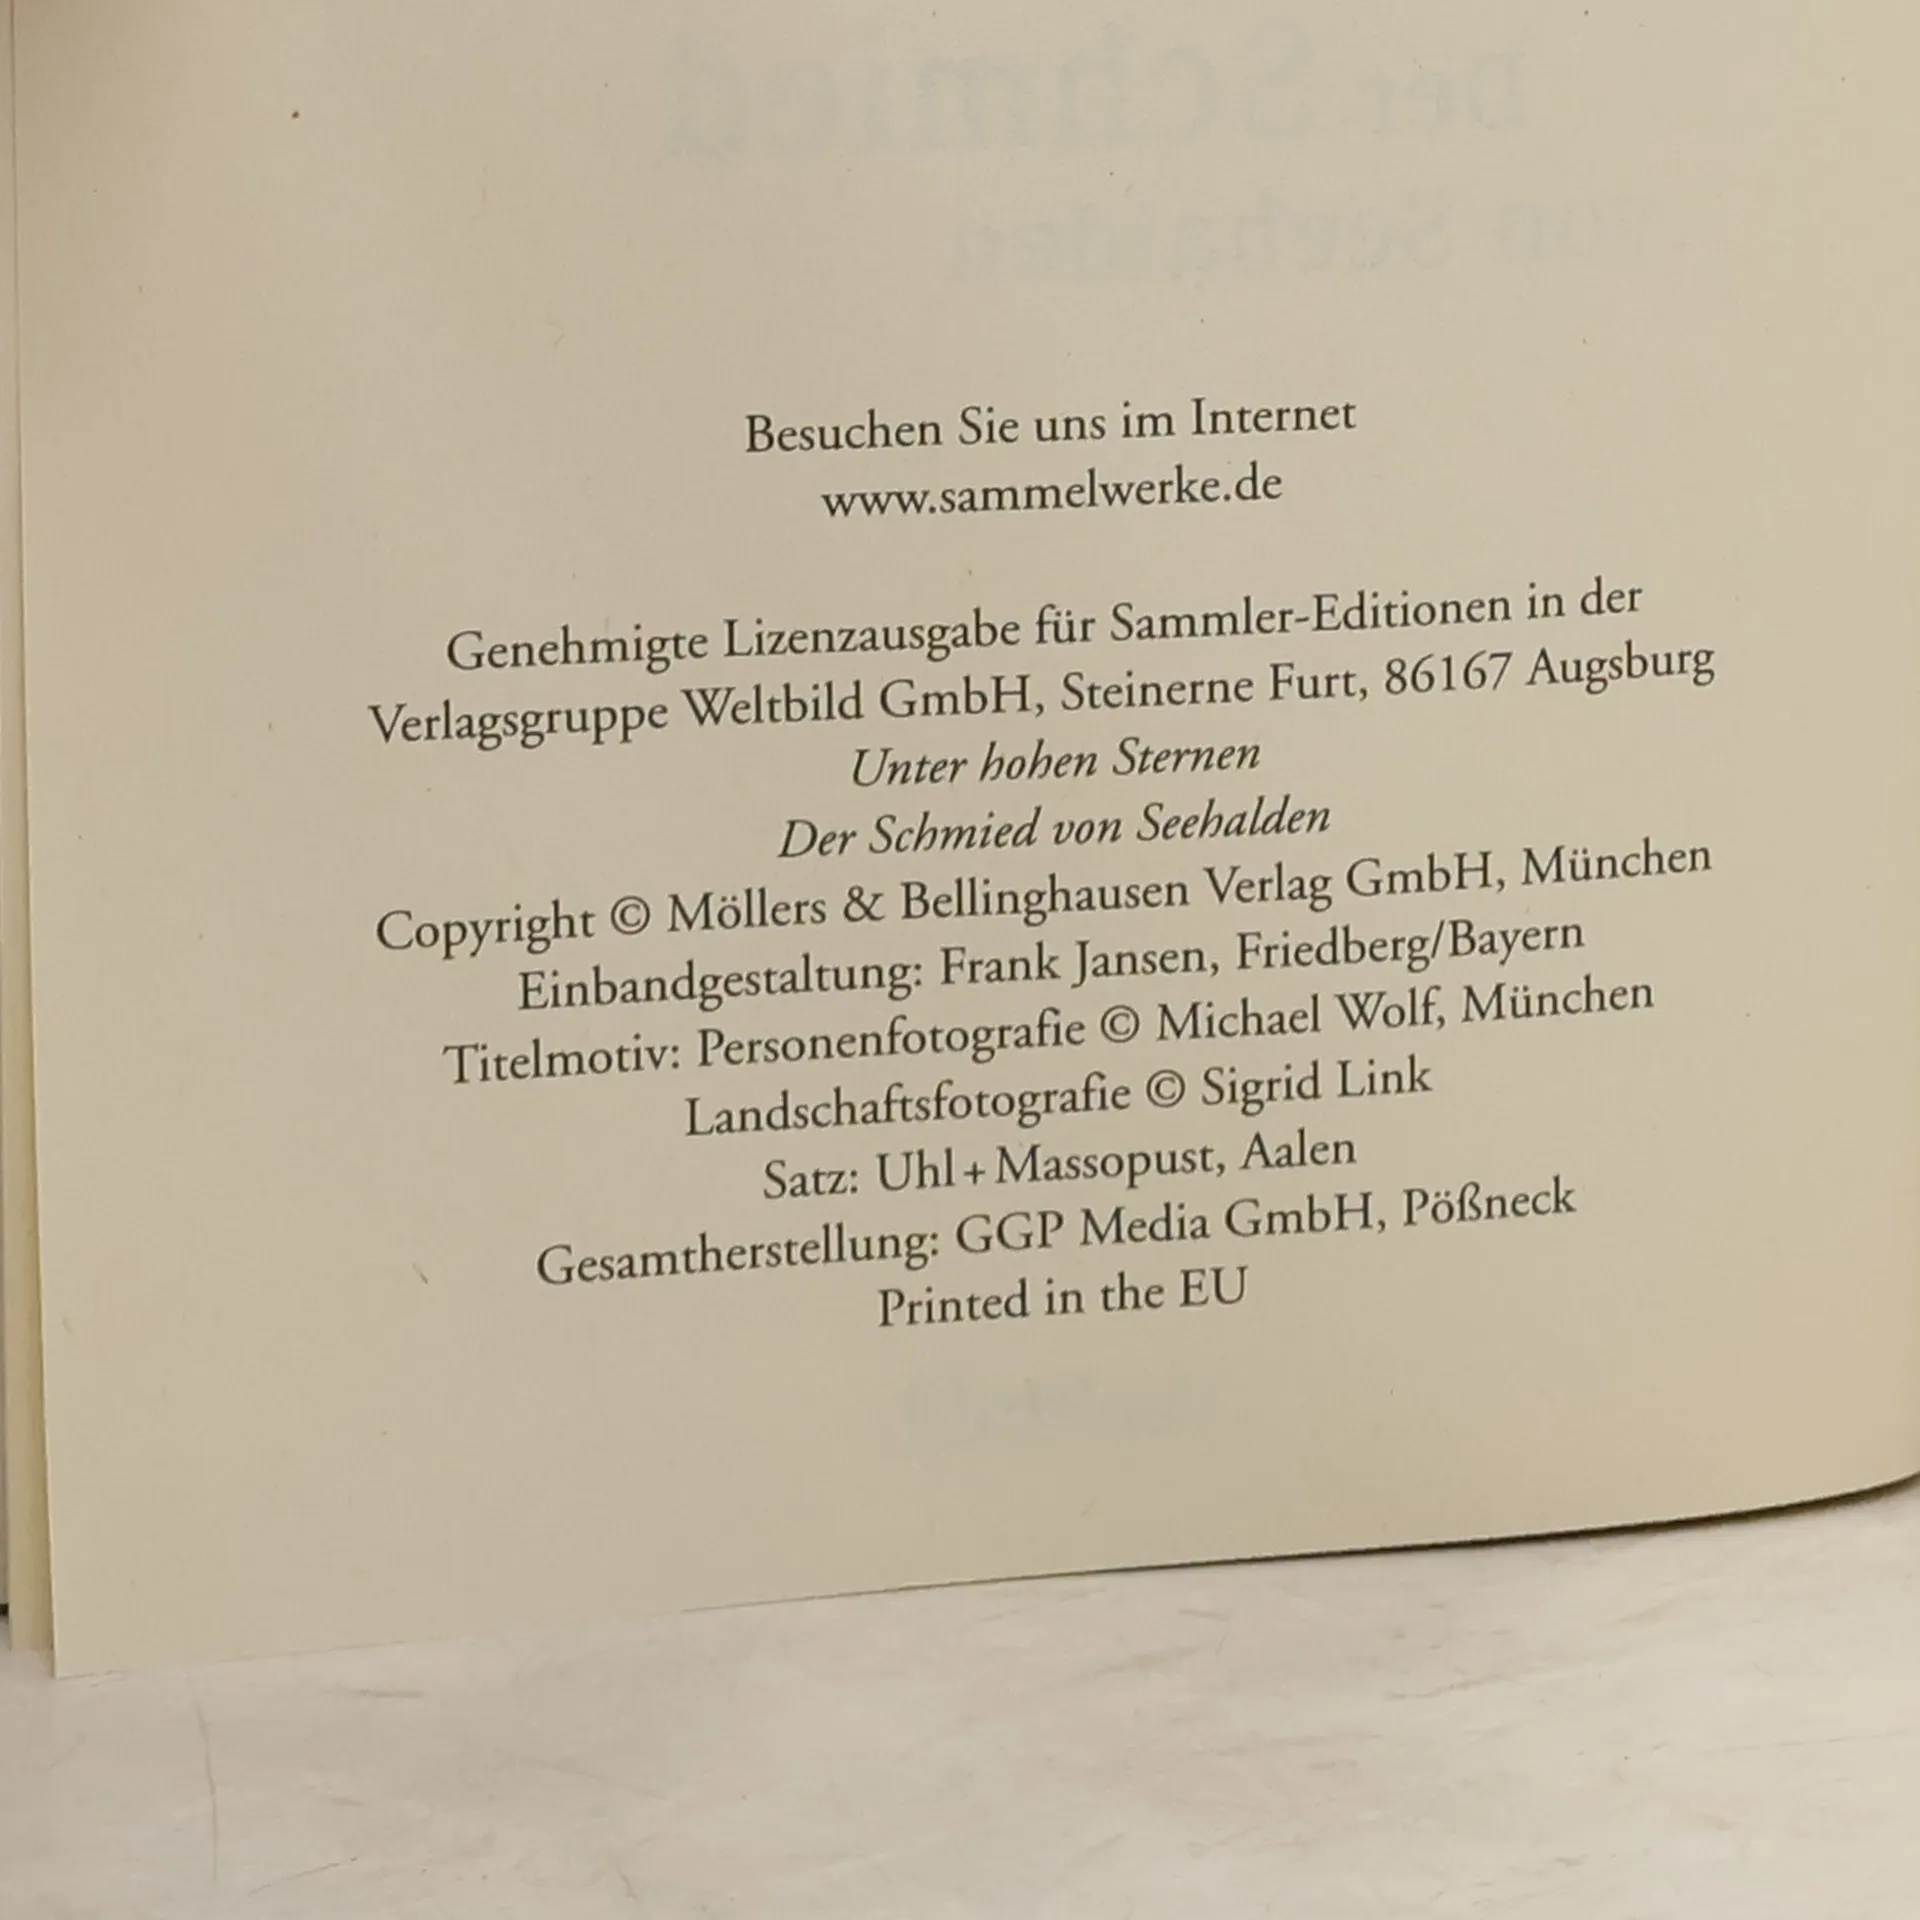 Besuchen Sie uns im Internet
www.sammelwerke.de
Genehmigte Lizenzausgabe für Sammler-Editionen in der
Verlagsgruppe Weltbild GmbH, Steinerne Furt, 86167 Augsburg
Unter hohen Sternen
Der Schmied von Seehalden
Copyright © Möllers & Bellinghausen Verlag GmbH, München
Einbandgestaltung: Frank Jansen, Friedberg/Bayern
Titelmotiv: Personenfotografie © Michael Wolf, München
Landschaftsfotografie © Sigrid Link
Satz: Uhl + Massopust, Aalen
Gesamtherstellung: GGP Media GmbH, Pößneck
Printed in the EU